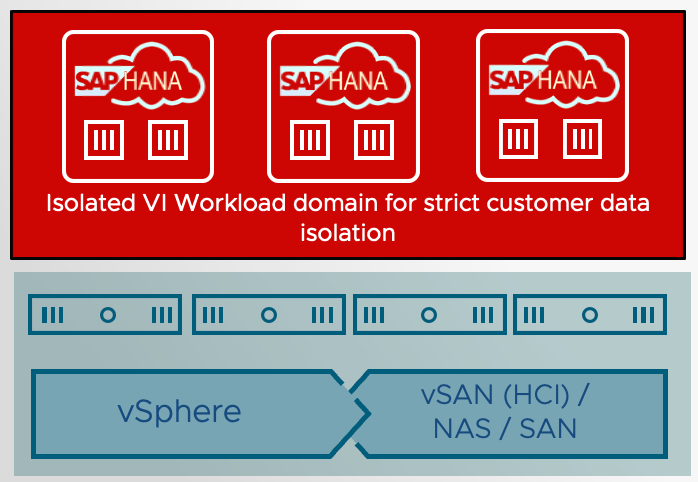 SAP HANA SAP HANA SAP HANA
Isolated VI Workload domain for strict customer data
isolation
vSphere
vSAN (HCI) /
NAS / SAN